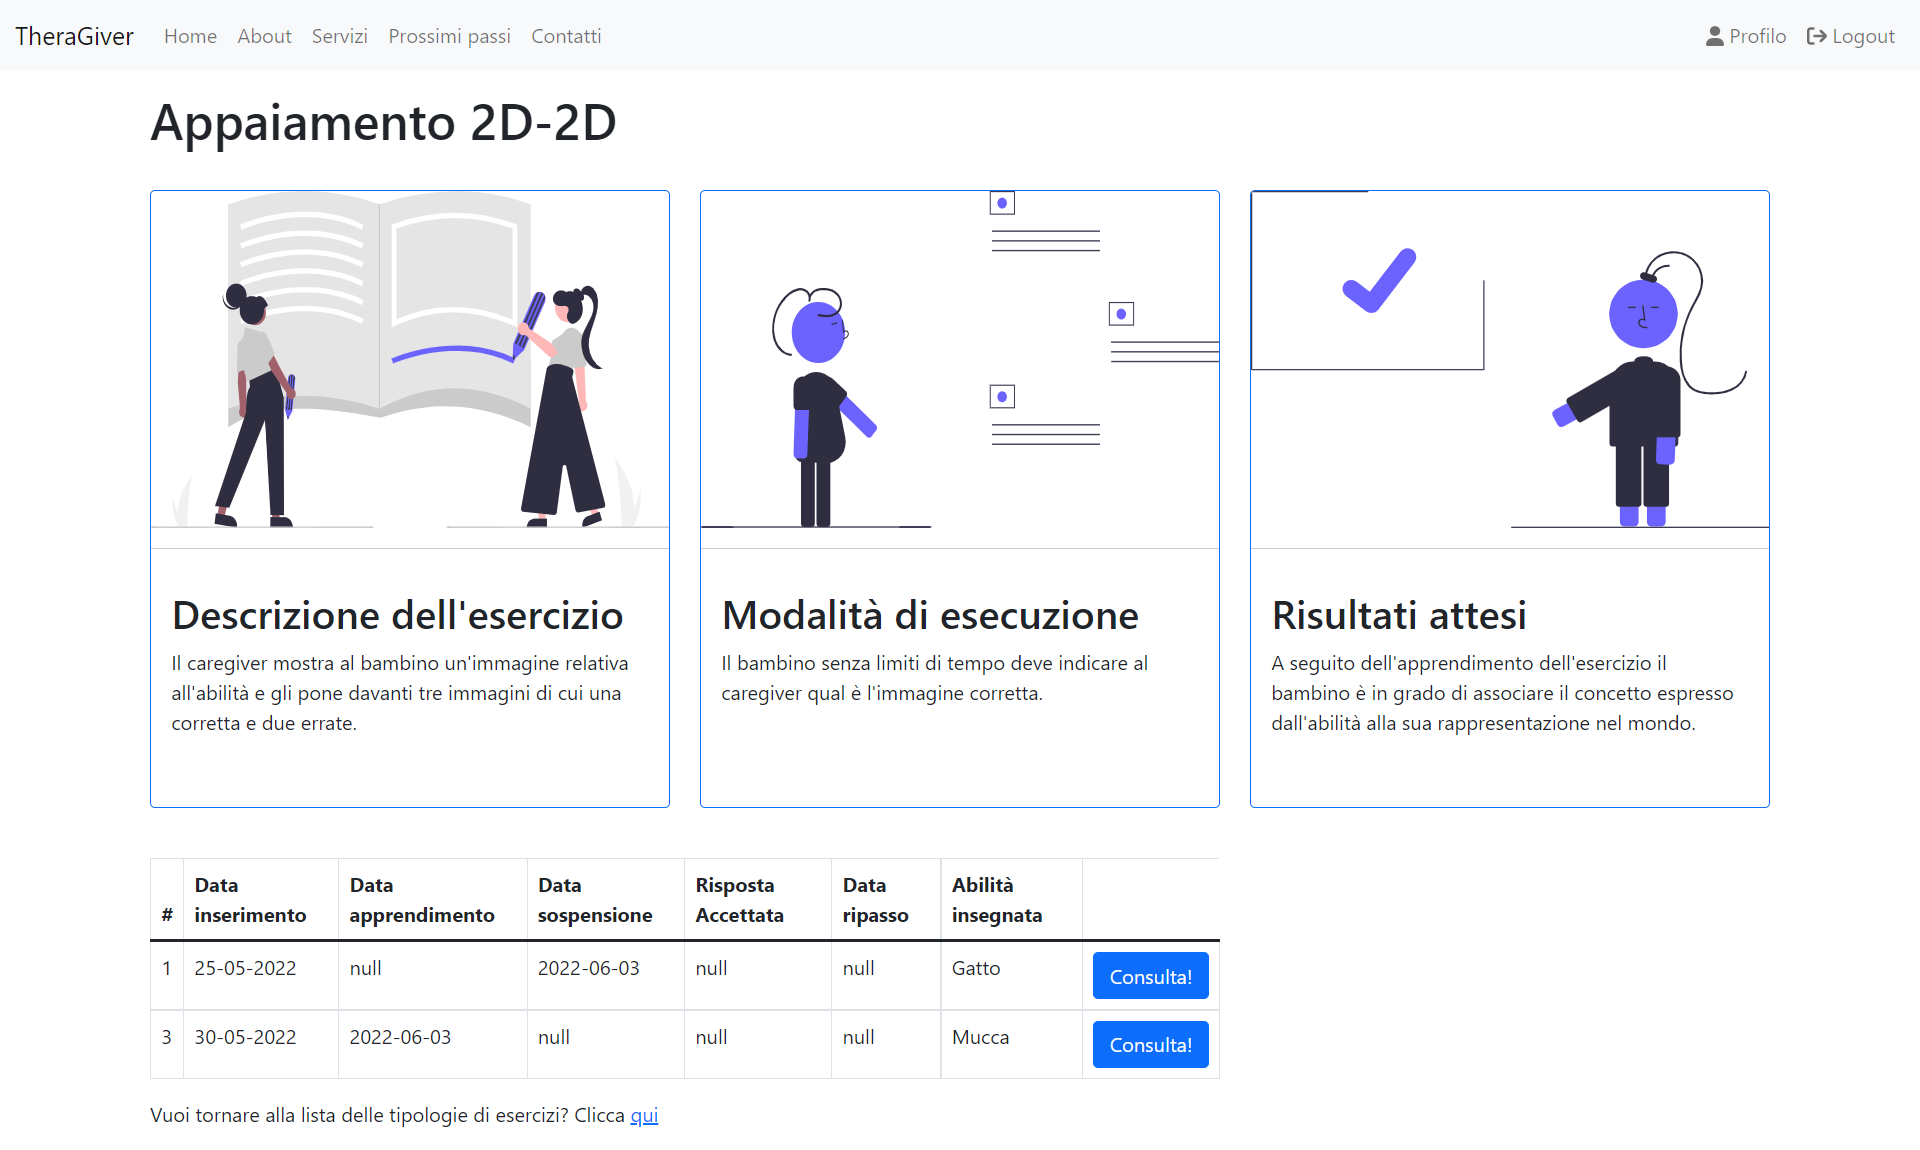 TheraGiver Home About Servizi Prossimi passi Contatti Profilo Logout
Appaiamento 2D-2D
Descrizione dell'esercizio
Il caregiver mostra al bambino un'immagine relativa
all'abilità e gli pone davanti tre immagini di cui una
corretta e due errate.
Modalità di esecuzione
Il bambino senza limiti di tempo deve indicare al
caregiver qual è l'immagine corretta.
Risultati attesi
A seguito dell'apprendimento dell'esercizio il
bambino è in grado di associare il concetto espresso
dall'abilità alla sua rappresentazione nel mondo.
# Data inserimento Data apprendimento Data sospensione Risposta Accettata Data ripasso Abilità insegnata
1 25-05-2022 null 2022-06-03 null null Gatto Consulta!
3 30-05-2022 2022-06-03 null null null Mucca Consulta!
Vuoi tornare alla lista delle tipologie di esercizi? Clicca qui